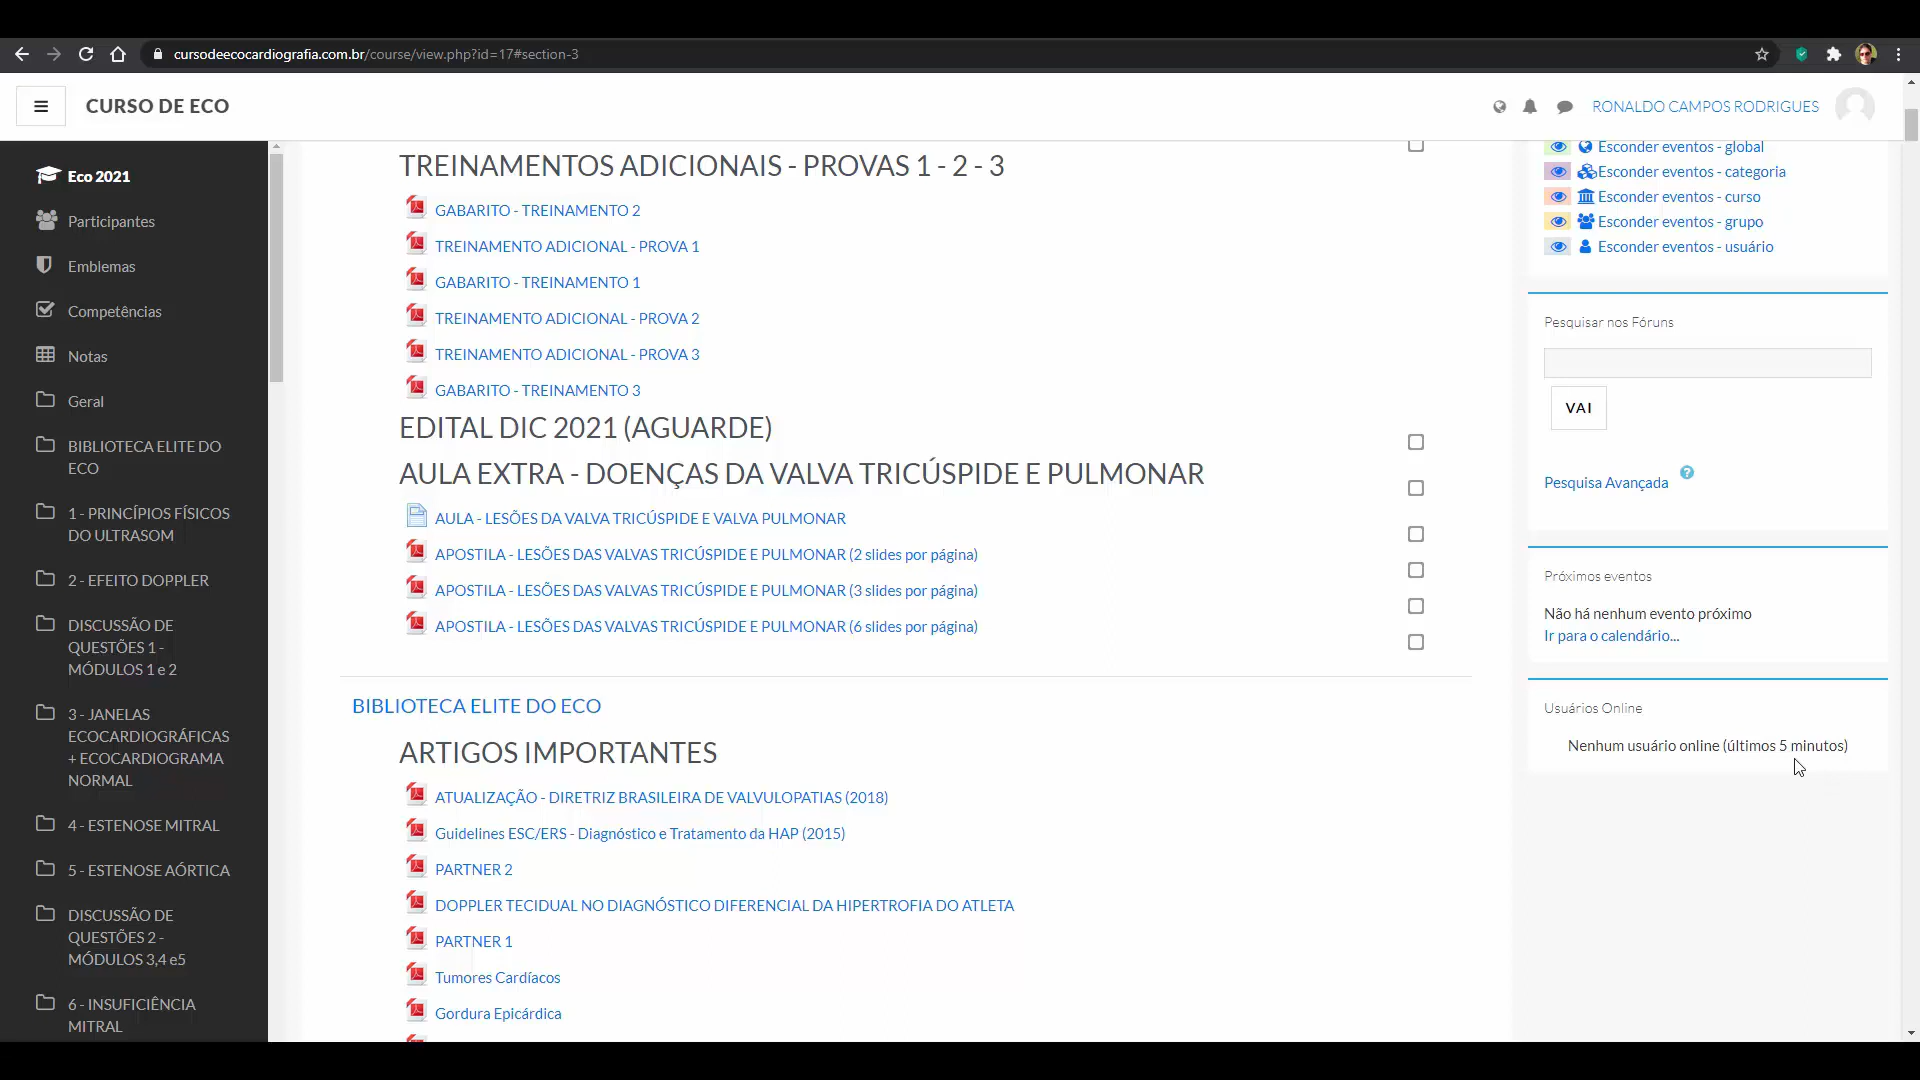 cursodeecocardiografia.com.br/course/view.php?id=17#section-3
CURSO DE ECO
RONALDO CAMPOS RODRIGUES
Eco 2021
Participantes
Emblemas
Competências
Notas
Geral
BIBLIOTECA ELITE DO
ECO
1 - PRINCÍPIOS FÍSICOS
DO ULTRASOM
2 - EFEITO DOPPLER
DISCUSSÃO DE
QUESTÕES 1 -
MÓDULOS 1 e 2
3 - JANELAS
ECOCARDIOGRÁFICAS
+ ECOCARDIOGRAMA
NORMAL
4 - ESTENOSE MITRAL
5 - ESTENOSE AÓRTICA
DISCUSSÃO DE
QUESTÕES 2 -
MÓDULOS 3,4 e5
6 - INSUFICIÊNCIA
MITRAL
TREINAMENTOS ADICIONAIS - PROVAS 1 - 2 - 3
GABARITO - TREINAMENTO 2
TREINAMENTO ADICIONAL - PROVA 1
GABARITO - TREINAMENTO 1
TREINAMENTO ADICIONAL - PROVA 2
TREINAMENTO ADICIONAL - PROVA 3
GABARITO - TREINAMENTO 3
EDITAL DIC 2021 (AGUARDE)
AULA EXTRA - DOENÇAS DA VALVA TRICÚSPIDE E PULMONAR
AULA - LESÕES DA VALVA TRICÚSPIDE E VALVA PULMONAR
APOSTILA - LESÕES DAS VALVAS TRICÚSPIDE E PULMONAR (2 slides por página)
APOSTILA - LESÕES DAS VALVAS TRICÚSPIDE E PULMONAR (3 slides por página)
APOSTILA - LESÕES DAS VALVAS TRICÚSPIDE E PULMONAR (6 slides por página)
BIBLIOTECA ELITE DO ECO
ARTIGOS IMPORTANTES
ATUALIZAÇÃO - DIRETRIZ BRASILEIRA DE VALVULOPATIAS (2018)
Guidelines ESC/ERS - Diagnóstico e Tratamento da HAP (2015)
PARTNER 2
DOPPLER TECIDUAL NO DIAGNÓSTICO DIFERENCIAL DA HIPERTROFIA DO ATLETA
PARTNER 1
Tumores Cardíacos
Gordura Epicárdica
Esconder eventos - global
Esconder eventos - categoria
Esconder eventos - curso
Esconder eventos - grupo
Esconder eventos - usuário
Pesquisar nos Fóruns
VAI
Pesquisa Avançada
Próximos eventos
Não há nenhum evento próximo
Ir para o calendário...
Usuários Online
Nenhum usuário online (últimos 5 minutos)